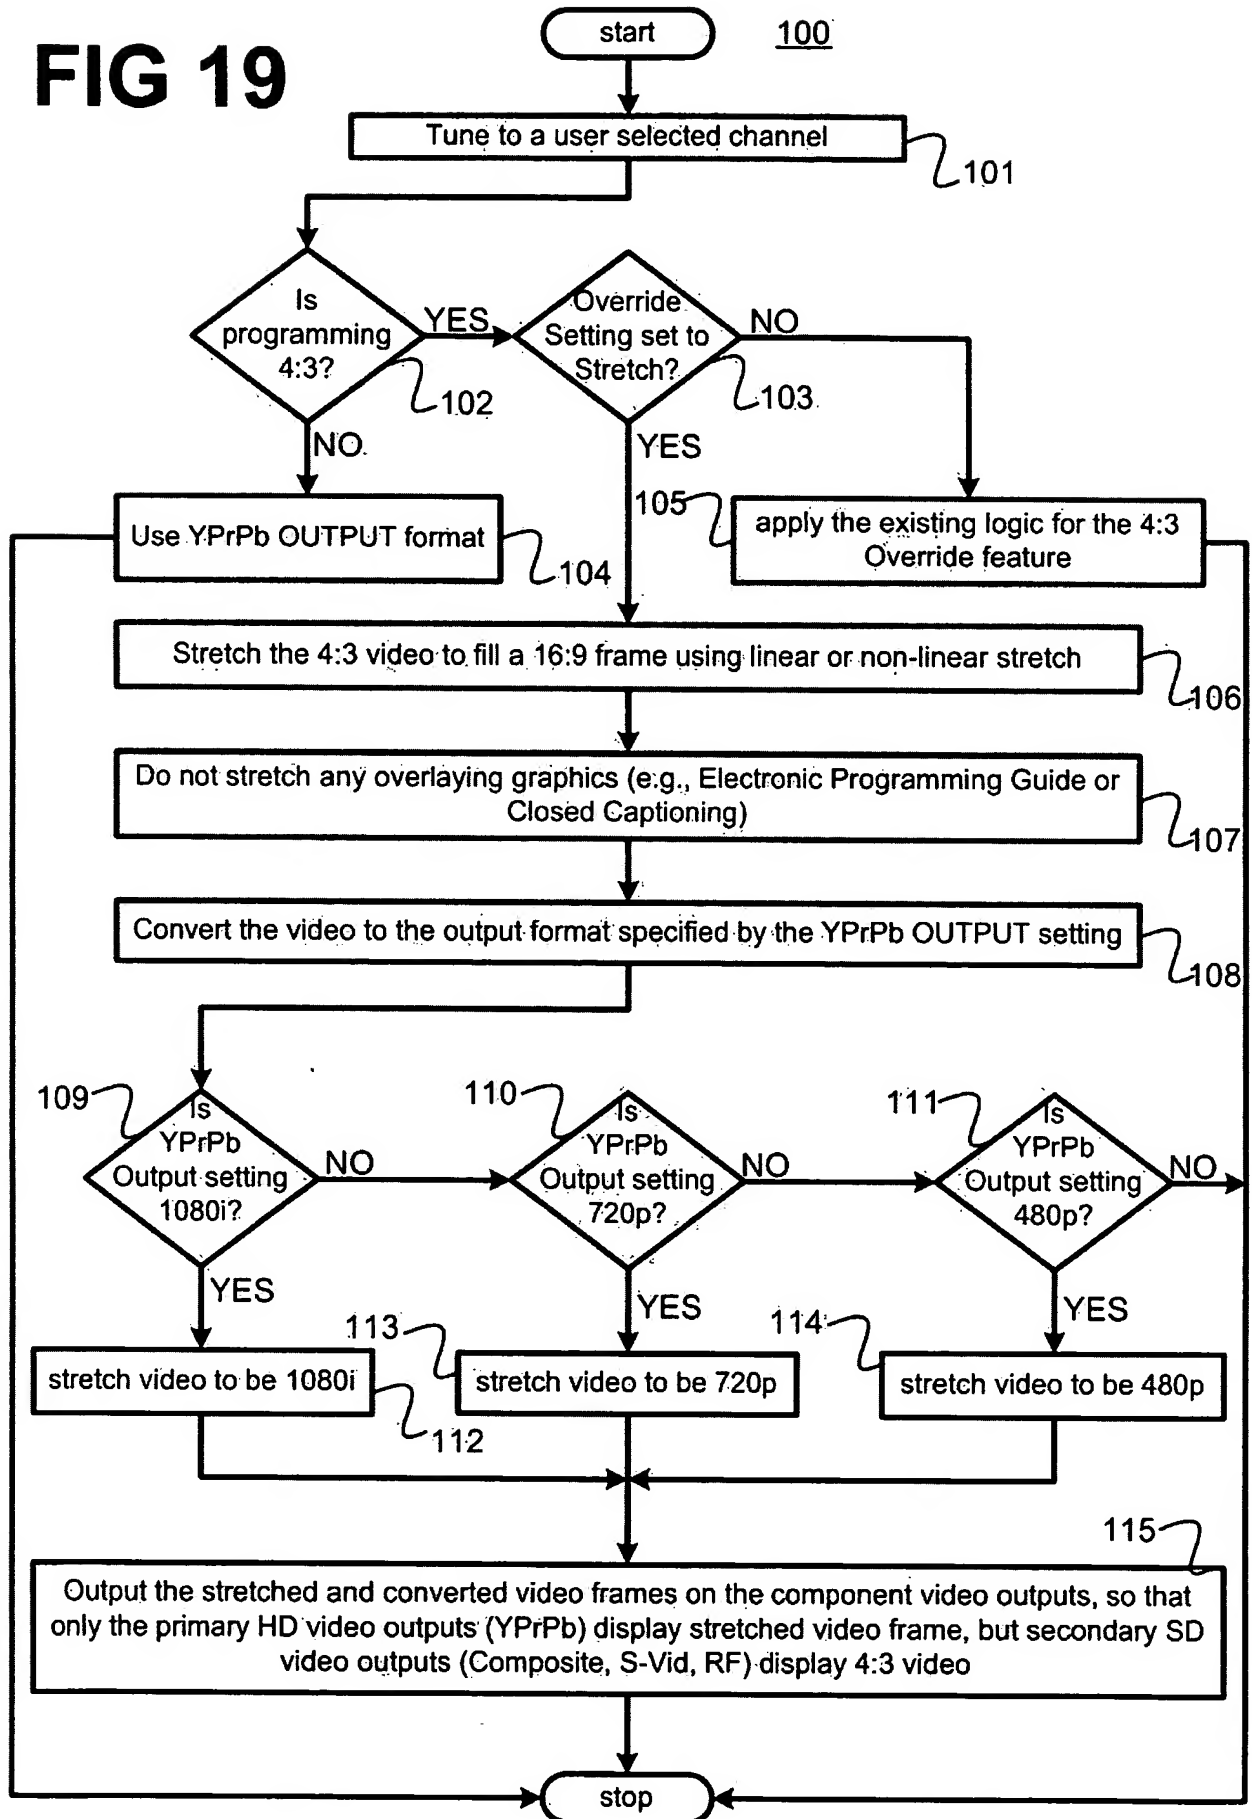 FIG 19
start
100
Tune to a user selected channel
101
Is
programming
4:3?
YES
102
Override
Setting set to
Stretch?
NO
103
NO
YES
Use YPrPb OUTPUT format
104
105
apply the existing logic for the 4:3
Override feature
Stretch the 4:3 video to fill a 16:9 frame using linear or non-linear stretch
106
Do not stretch any overlaying graphics (e.g., Electronic Programming Guide or
Closed Captioning)
107
Convert the video to the output format specified by the YPrPb OUTPUT setting
108
109
Is
YPrPb
Output setting
1080i?
NO
110
Is
YPrPb
Output setting
720p?
NO
111
Is
YPrPb
Output setting
480p?
NO
YES
YES
YES
113
114
stretch video to be 1080i
stretch video to be 720p
stretch video to be 480p
112
115
Output the stretched and converted video frames on the component video outputs, so that
only the primary HD video outputs (YPrPb) display stretched video frame, but secondary SD
video outputs (Composite, S-Vid, RF) display 4:3 video
stop